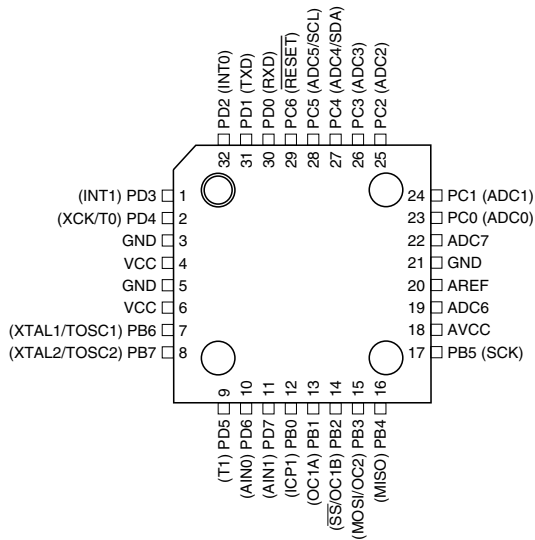 PD2 (INT0)
PD1 (TXD)
PD0 (RXD)
PC6 (RESET)
PC5 (ADC5/SCL)
PC4 (ADC4/SDA)
PC3 (ADC3)
PC2 (ADC2)
32
31
30
29
28
27
26
25
(INT1) PD3 1
(XCK/T0) PD4 2
GND 3
VCC 4
GND 5
VCC 6
(XTAL1/TOSC1) PB6 7
(XTAL2/TOSC2) PB7 8
24 PC1 (ADC1)
23 PC0 (ADC0)
22 ADC7
21 GND
20 AREF
19 ADC6
18 AVCC
17 PB5 (SCK)
9
10
11
12
13
14
15
16
(T1) PD5
(AIN0) PD6
(AIN1) PD7
(ICP1) PB0
(OC1A) PB1
(SS/OC1B) PB2
(MOSI/OC2) PB3
(MISO) PB4